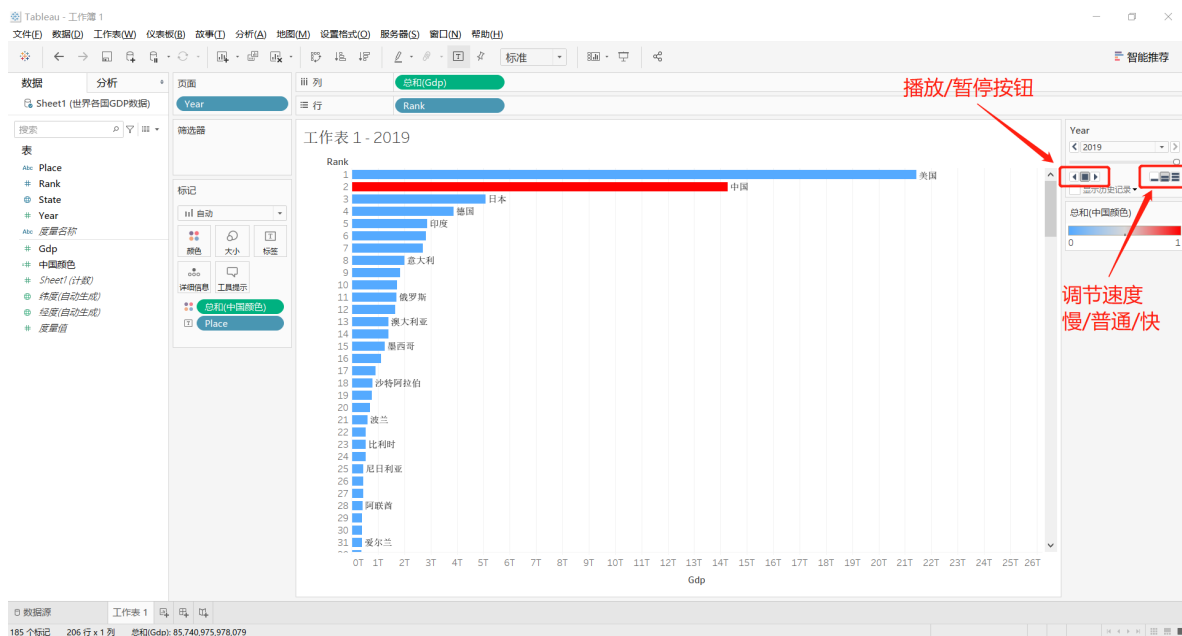 Tableau - 工作簿 1
文件(F) 数据(D) 工作表(W) 仪表板(B) 故事(T) 分析(A) 地图(M) 设置格式(O) 服务器(S) 窗口(N) 帮助(H)
标准
智能推荐
数据 分析
Sheet1 (世界各国GDP数据)
搜索
表
Abc Place
# Rank
State
# Year
Abc 度量名称
# Gdp
中国颜色
# Sheet1 (计数)
纬度(自动生成)
经度(自动生成)
# 度量值
页面
Year
筛选器
标记
自动
颜色 大小 标签
详细信息 工具提示
总和(中国颜色)
Place
iii 列 总和(Gdp)
行 Rank
工作表 1 - 2019
Rank
1 美国
2 中国
3 日本
4 德国
5 印度
6
7
8 意大利
9
10
11 俄罗斯
12
13 澳大利亚
14
15 墨西哥
16
17
18 沙特阿拉伯
19
20
21 波兰
22
23 比利时
24
25 尼日利亚
26
27
28 阿联酋
29
30
31 爱尔兰
0T 1T 2T 3T 4T 5T 6T 7T 8T 9T 10T 11T 12T 13T 14T 15T 16T 17T 18T 19T 20T 21T 22T 23T 24T 25T 26T
Gdp
播放/暂停按钮
Year
2019
显示历史记录
总和(中国颜色)
0 1
调节速度
慢/普通/快
数据源 工作表 1
185 个标记 206 行 x 1 列 总和(Gdp): 85,740,975,978,079